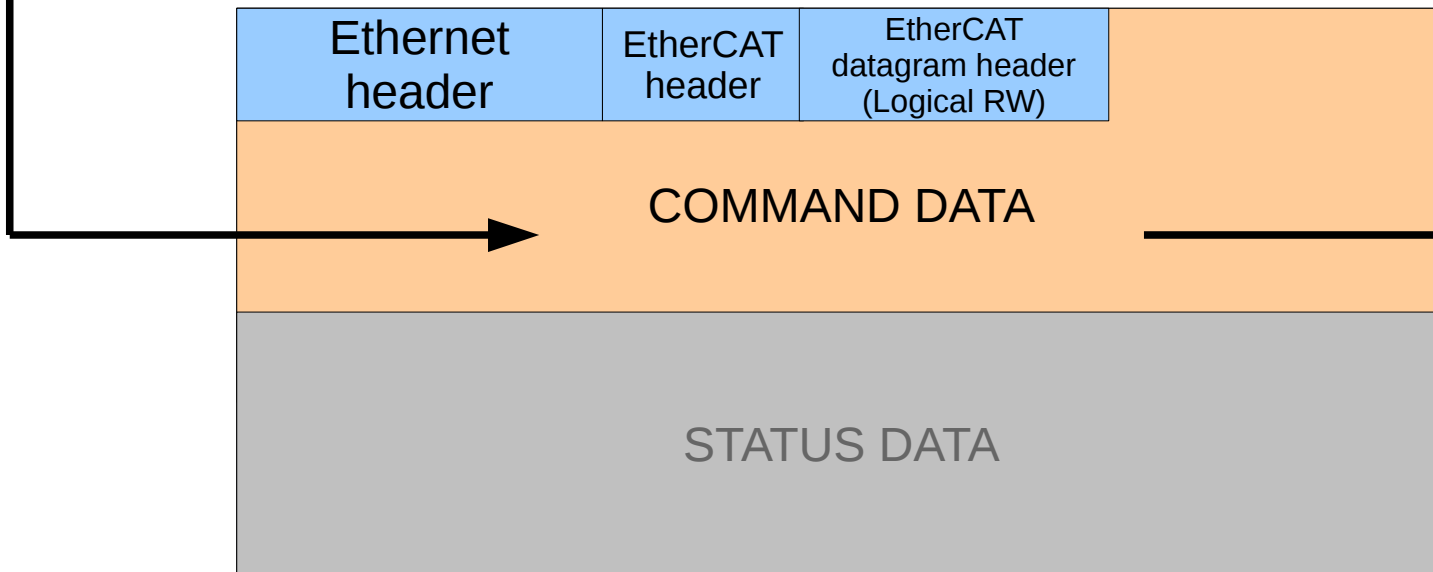 Ethernet
header
EtherCAT
header
EtherCAT
datagram header
(Logical RW)
COMMAND DATA
STATUS DATA